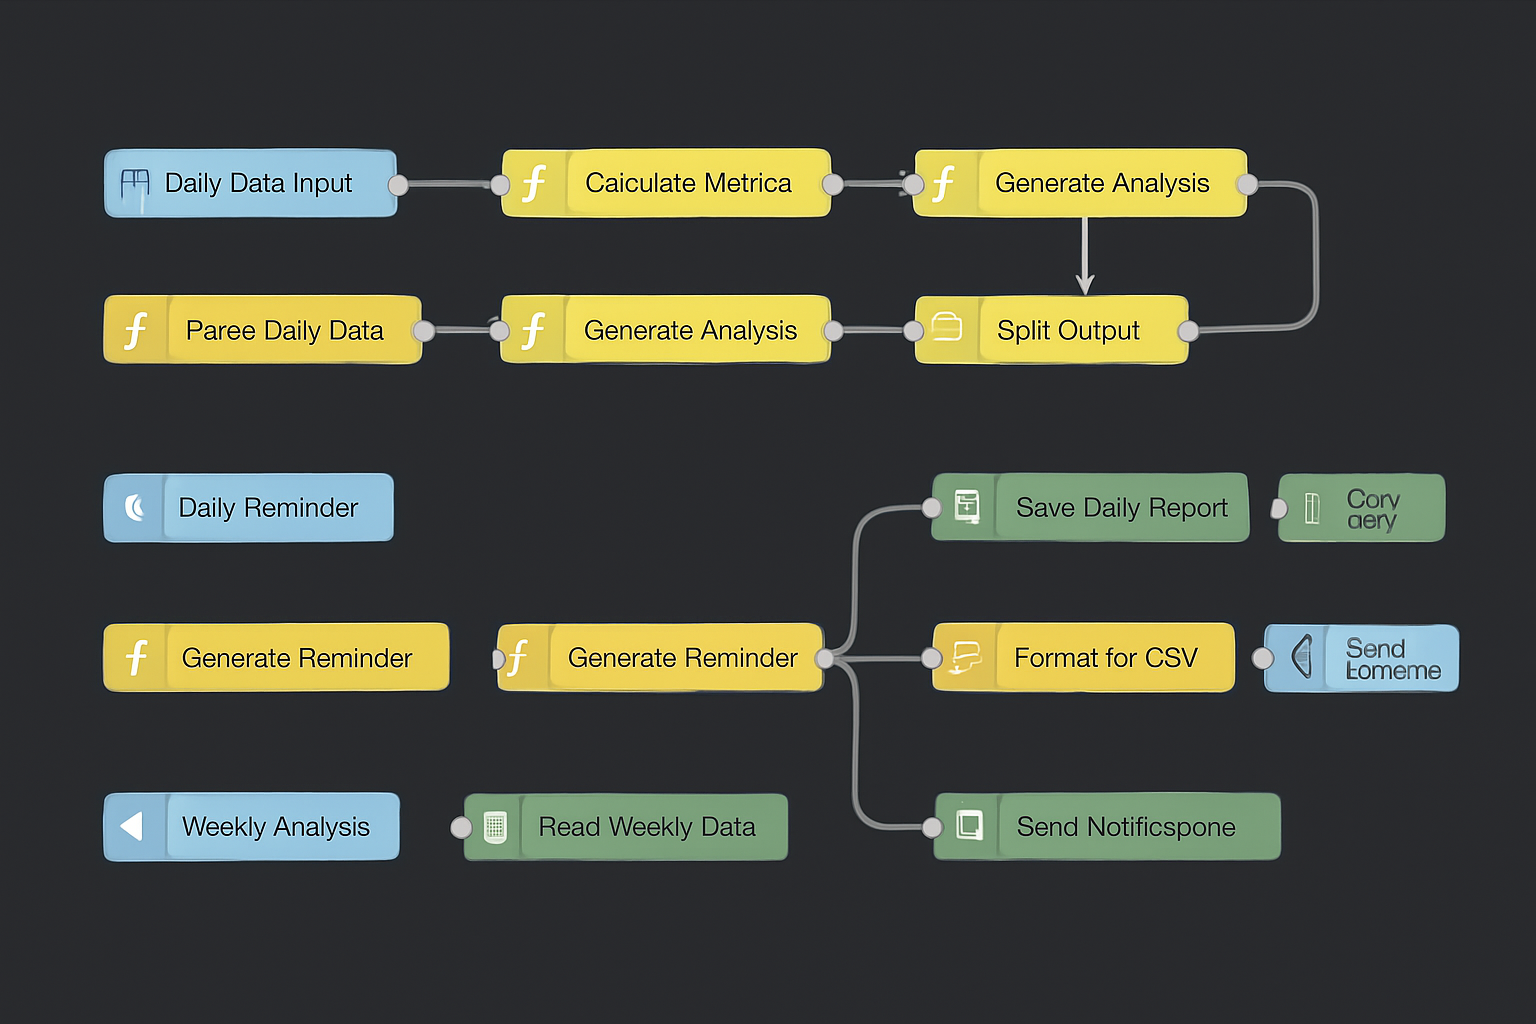 Daily Data Input
Caiculate Metrica
Generate Analysis
Paree Daily Data
Generate Analysis
Split Output
Daily Reminder
Save Daily Report
Cory
aery
Generate Reminder
Generate Reminder
Format for CSV
Send
Weekly Analysis
Read Weekly Data
Send Notificspone